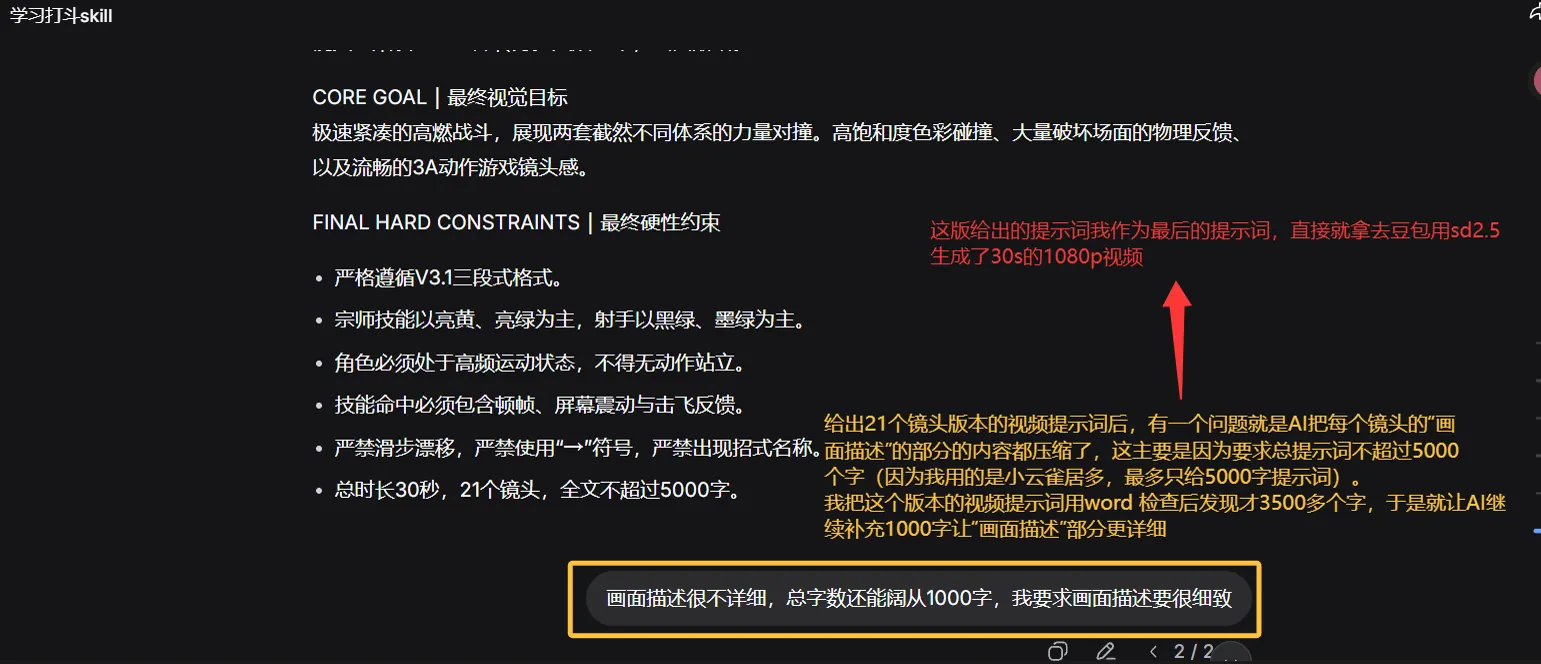 学习打斗skill
CORE GOAL | 最终视觉目标
极速紧凑的高燃战斗，展现两套截然不同体系的力量对撞。高饱和度色彩碰撞、大量破坏场面的物理反馈、
以及流畅的3A动作游戏镜头感。
FINAL HARD CONSTRAINTS | 最终硬性约束
这版给出的提示词我作为最后的提示词，直接就拿去豆包用sd2.5
生成了30s的1080p视频
• 严格遵循V3.1三段式格式。
• 宗师技能以亮黄、亮绿为主，射手以黑绿、墨绿为主。
• 角色必须处于高频运动状态，不得无动作站立。
• 技能命中必须包含顿帧、屏幕震动与击飞反馈。
• 严禁滑步漂移，严禁使用“→”符号，严禁出现招式名称。
• 总时长30秒，21个镜头，全文不超过5000字。
给出21个镜头版本的视频提示词后，有一个问题就是AI把每个镜头的“画
面描述”的部分的内容都压缩了，这主要是因为要求总提示词不超过5000
个字（因为我用的是小云雀居多，最多只给5000字提示词）。
我把这个版本的视频提示词用word 检查后发现才3500多个字，于是就让AI继
续补充1000字让“画面描述”部分更详细
画面描述很不详细，总字数还能阔从1000字，我要求画面描述要很细致
2 / 2